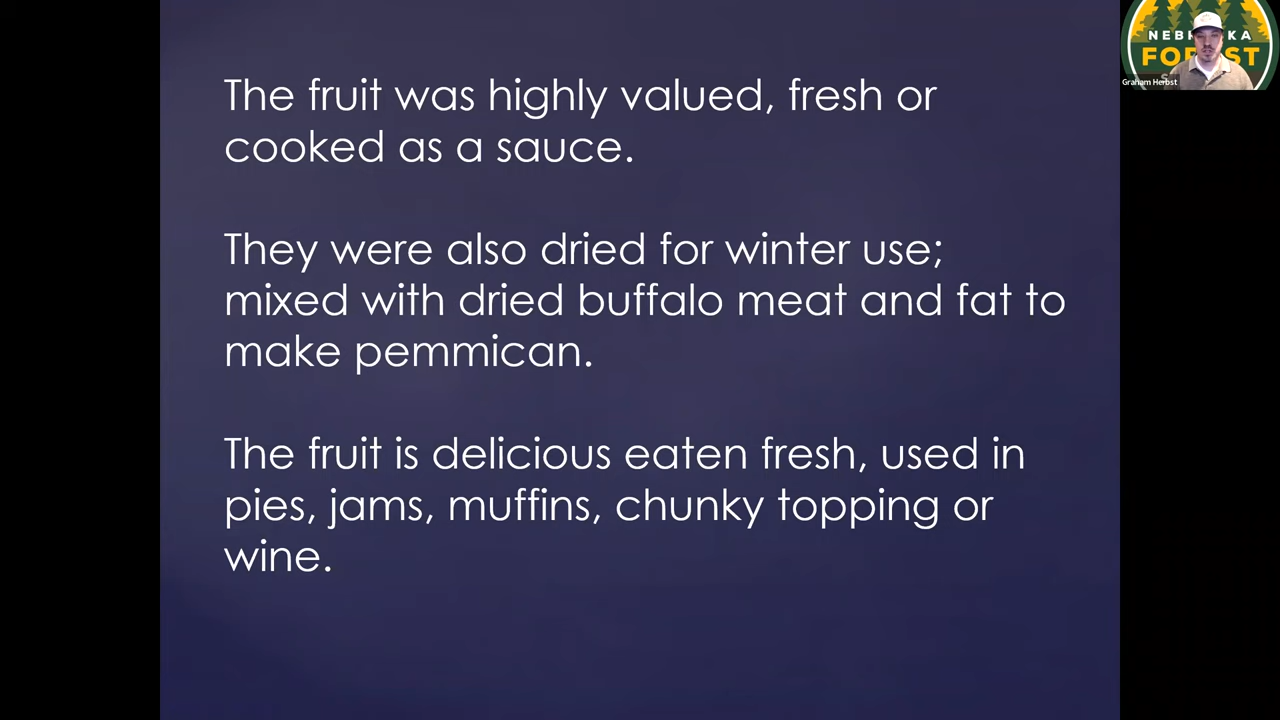 The fruit was highly valued, fresh or
cooked as a sauce.
They were also dried for winter use;
mixed with dried buffalo meat and fat to
make pemmican.
The fruit is delicious eaten fresh, used in
pies, jams, muffins, chunky topping or
wine.
Graham Herbst